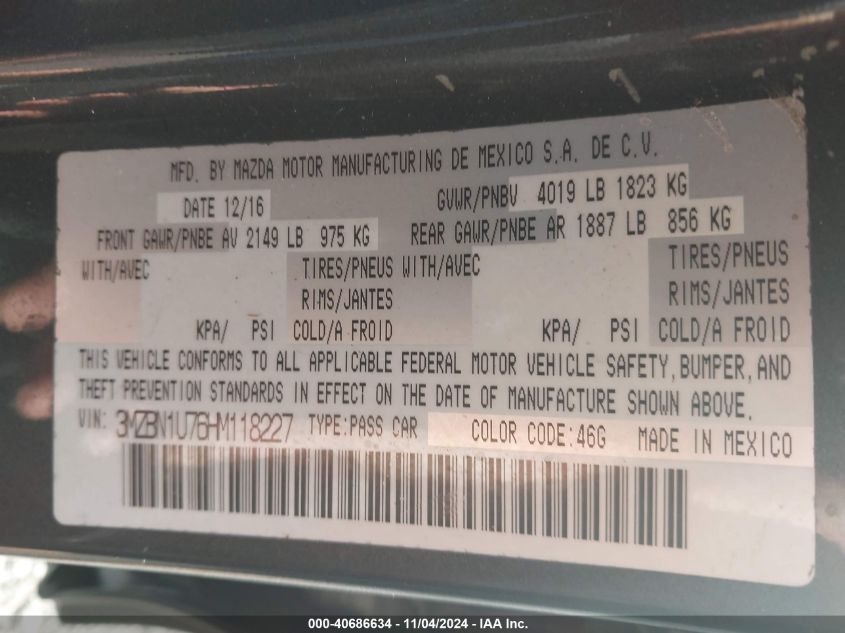 MFD. BY MAZDA MOTOR MANUFACTURING DE MEXICO S.A. DE C.V.
DATE 12/16 GVWR/PNBV 4019 LB 1823 KG
FRONT GAWR/PNBE AV 2149 LB 975 KG REAR GAWR/PNBE AR 1887 LB 856 KG
WITH/AVEC TIRES/PNEUS WITH/AVEC TIRES/PNEUS
RIMS/JANTES RIMS/JANTES
KPA/ PSI COLD/A FROID KPA/ PSI COLD/A FROID
THIS VEHICLE CONFORMS TO ALL APPLICABLE FEDERAL MOTOR VEHICLE SAFETY, BUMPER, AND
THEFT PREVENTION STANDARDS IN EFFECT ON THE DATE OF MANUFACTURE SHOWN ABOVE.
VIN: 3MZBN1U76HM118227 TYPE:PASS CAR COLOR CODE:46G MADE IN MEXICO
000-40686634 - 11/04/2024 - IAA Inc.